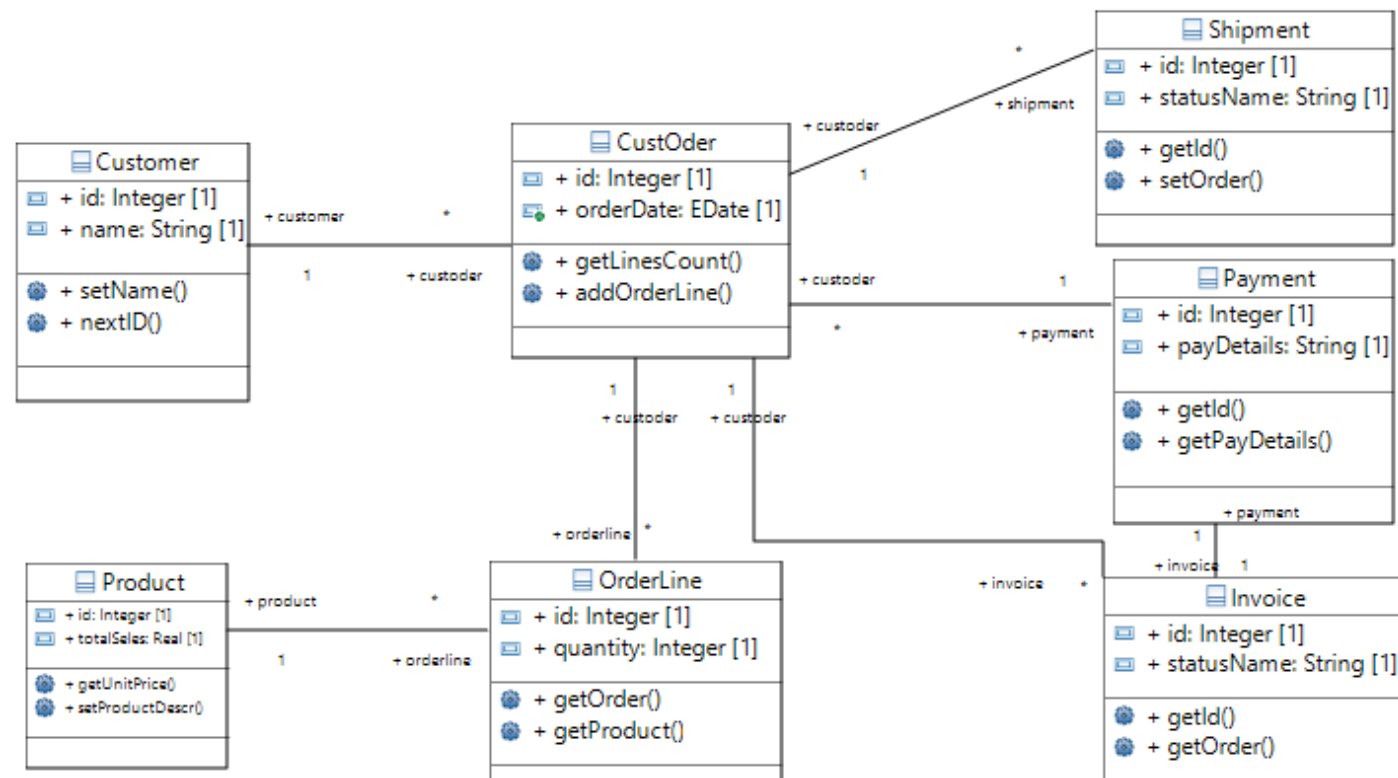 Shipment
+ id: Integer [1]
+ statusName: String [1]
+ getId()
+ setOrder()
*
+ shipment
+ custoder
1
CustOder
+ id: Integer [1]
+ orderDate: EDate [1]
+ getLinesCount()
+ addOrderLine()
Customer
+ id: Integer [1]
+ name: String [1]
+ setName()
+ nextID()
+ customer
*
1
+ custoder
+ custoder
1
*
+ payment
Payment
+ id: Integer [1]
+ payDetails: String [1]
+ getId()
+ getPayDetails()
+ payment
1
+ invoice
1
1
+ custoder
1
+ custoder
+ orderline
*
+ invoice
*
Product
+ id: Integer [1]
+ totalSeles: Real [1]
+ getUnitPrice()
+ setProductDescr()
+ product
*
1
+ orderline
OrderLine
+ id: Integer [1]
+ quantity: Integer [1]
+ getOrder()
+ getProduct()
Invoice
+ id: Integer [1]
+ statusName: String [1]
+ getId()
+ getOrder()